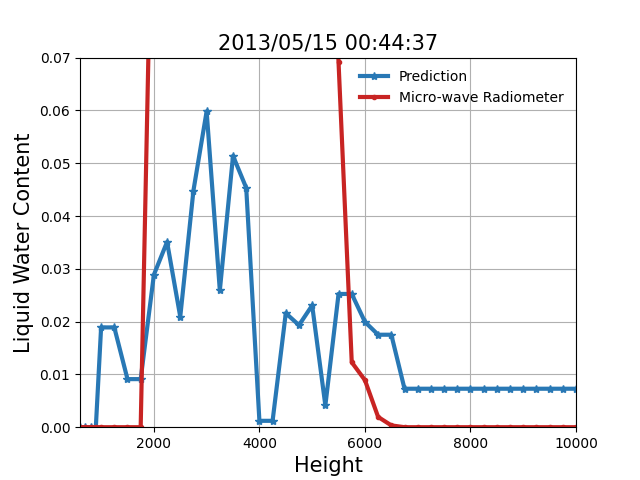 2013/05/15 00:44:37
Prediction
Micro-wave Radiometer
Liquid Water Content
0.07
0.06
0.05
0.04
0.03
0.02
0.01
0.00
2000 4000 6000 8000 10000
Height